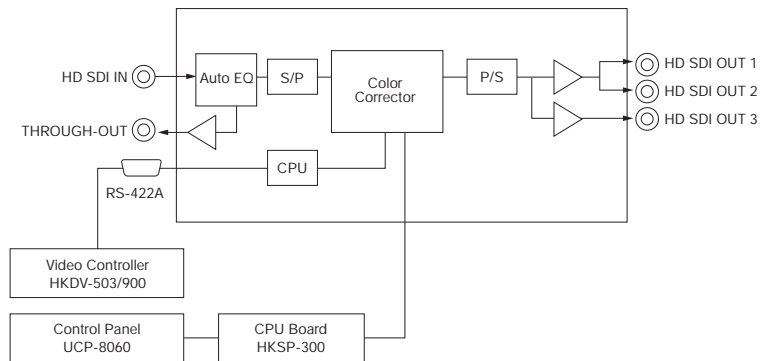 HD SDI IN
Auto EQ
S/P
Color
Corrector
P/S
HD SDI OUT 1
HD SDI OUT 2
HD SDI OUT 3
THROUGH-OUT
CPU
RS-422A
Video Controller
HKDV-503/900
Control Panel
UCP-8060
CPU Board
HKSP-300